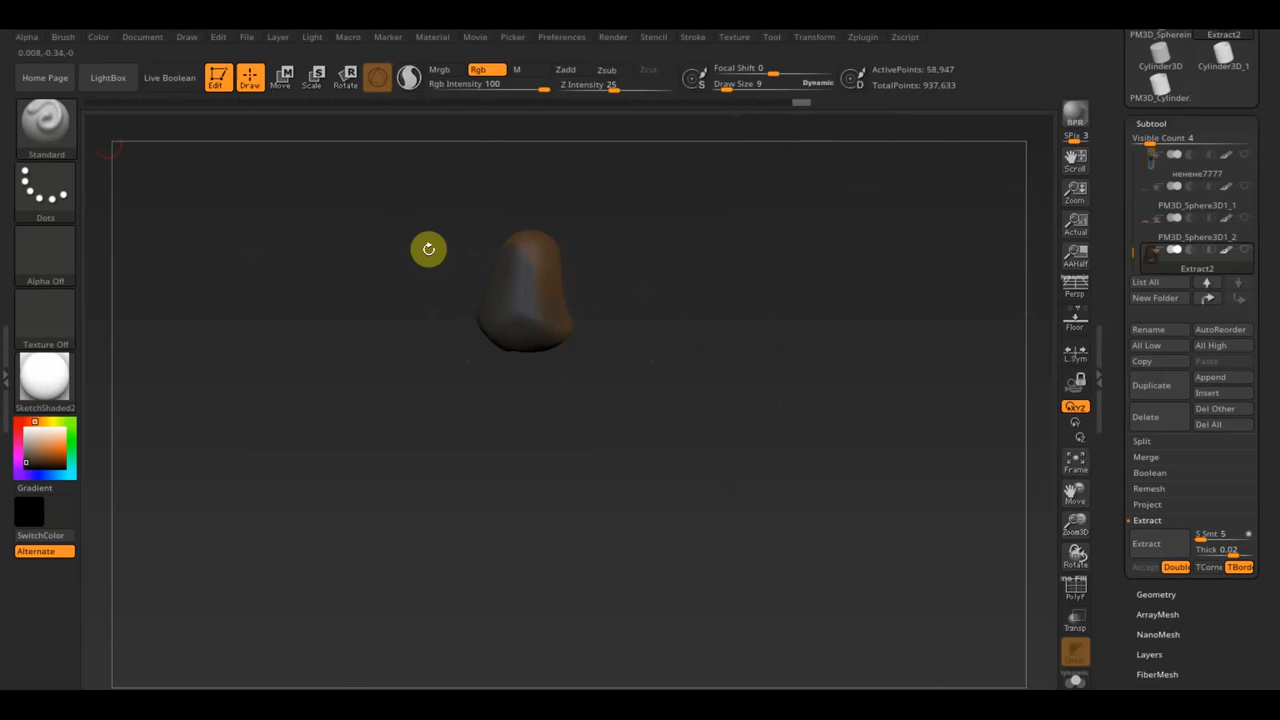 Alpha Brush Color Document Draw Edit File Layer Light Macro Marker Material Movie Picker Preferences Render Stencil Stroke Texture Tool Transform Zplugin Zscript
0.008,-0.34,-0
Home Page LightBox Live Boolean Edit Draw Move Scale Rotate
Mrgb Rgb M Zadd Zsub Zcut
Rgb Intensity 100 Z Intensity 25
S Focal Shift 0
Draw Size 9 Dynamic D
ActivePoints: 58,947
TotalPoints: 937,633
Standard
Dots
Alpha Off
Texture Off
SketchShaded2
Gradient
SwitchColor
Alternate
BPR
SPix 3
Scroll
Zoom
Actual
AAHalf
Persp
Floor
L.Sym
XYZ
Y
Z
Frame
Move
Zoom3D
Rotate
PolyF
Transp
PM3D_Spherein Extract2
Cylinder3D Cylinder3D_1
PM3D_Cylinder.
Subtool
Visible Count 4
ненене7777
PM3D_Sphere3D1_1
PM3D_Sphere3D1_2
Extract2
List All
New Folder
Rename AutoReorder
All Low All High
Copy Paste
Duplicate Append
Insert
Delete Del Other
Del All
Split
Merge
Boolean
Remesh
Project
Extract
Extract S Smt 5
Thick 0.02
Accept Double TCorne TBorde
Geometry
ArrayMesh
NanoMesh
Layers
FiberMesh